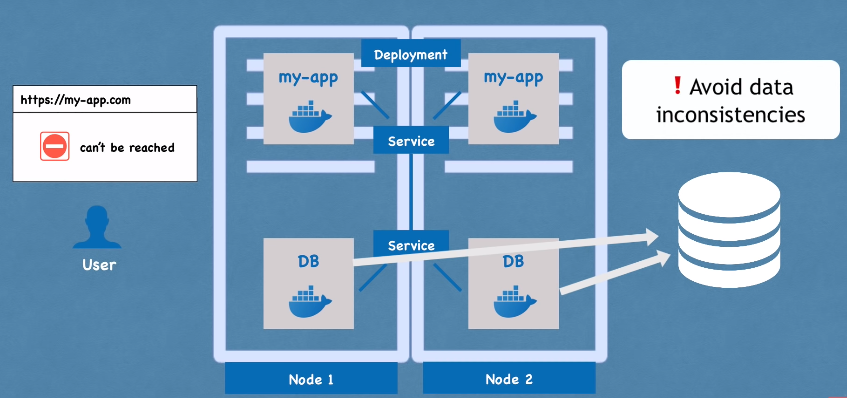 https://my-app.com
can't be reached
User
Deployment
my-app
my-app
Service
Service
DB
DB
Node 1
Node 2
! Avoid data
inconsistencies